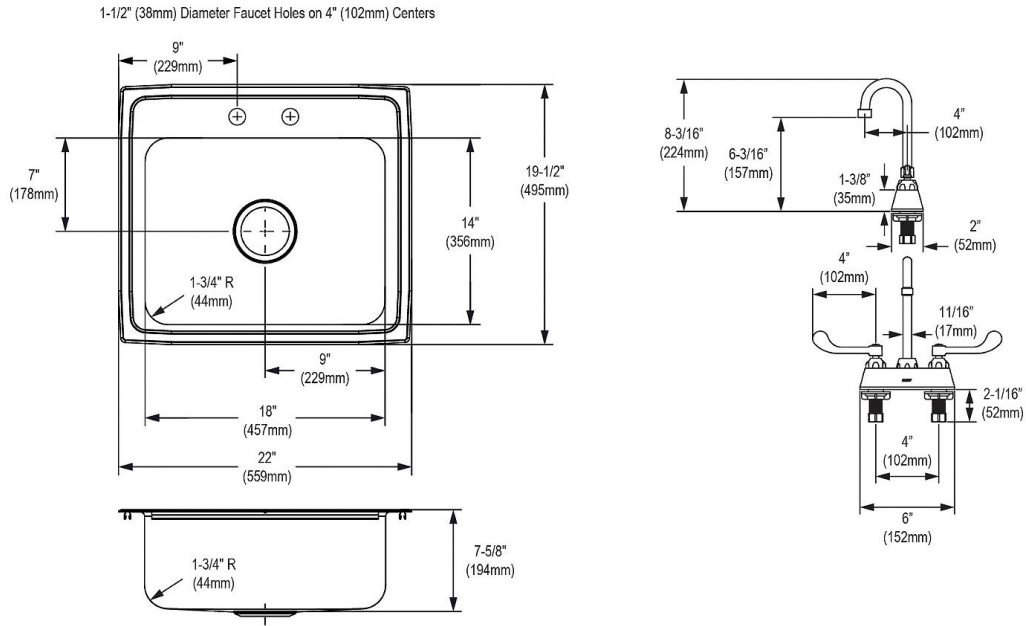 1-1/2" (38mm) Diameter Faucet Holes on 4" (102mm) Centers
9"
(229mm)
7"
(178mm)
19-1/2"
(495mm)
14"
(356mm)
1-3/4" R
(44mm)
9"
(229mm)
18"
(457mm)
22"
(559mm)
1-3/4" R
(44mm)
7-5/8"
(194mm)
8-3/16”
(224mm)
6-3/16”
(157mm)
4”
(102mm)
1-3/8”
(35mm)
2”
(52mm)
4”
(102mm)
11/16”
(17mm)
2-1/16”
(52mm)
4”
(102mm)
6”
(152mm)